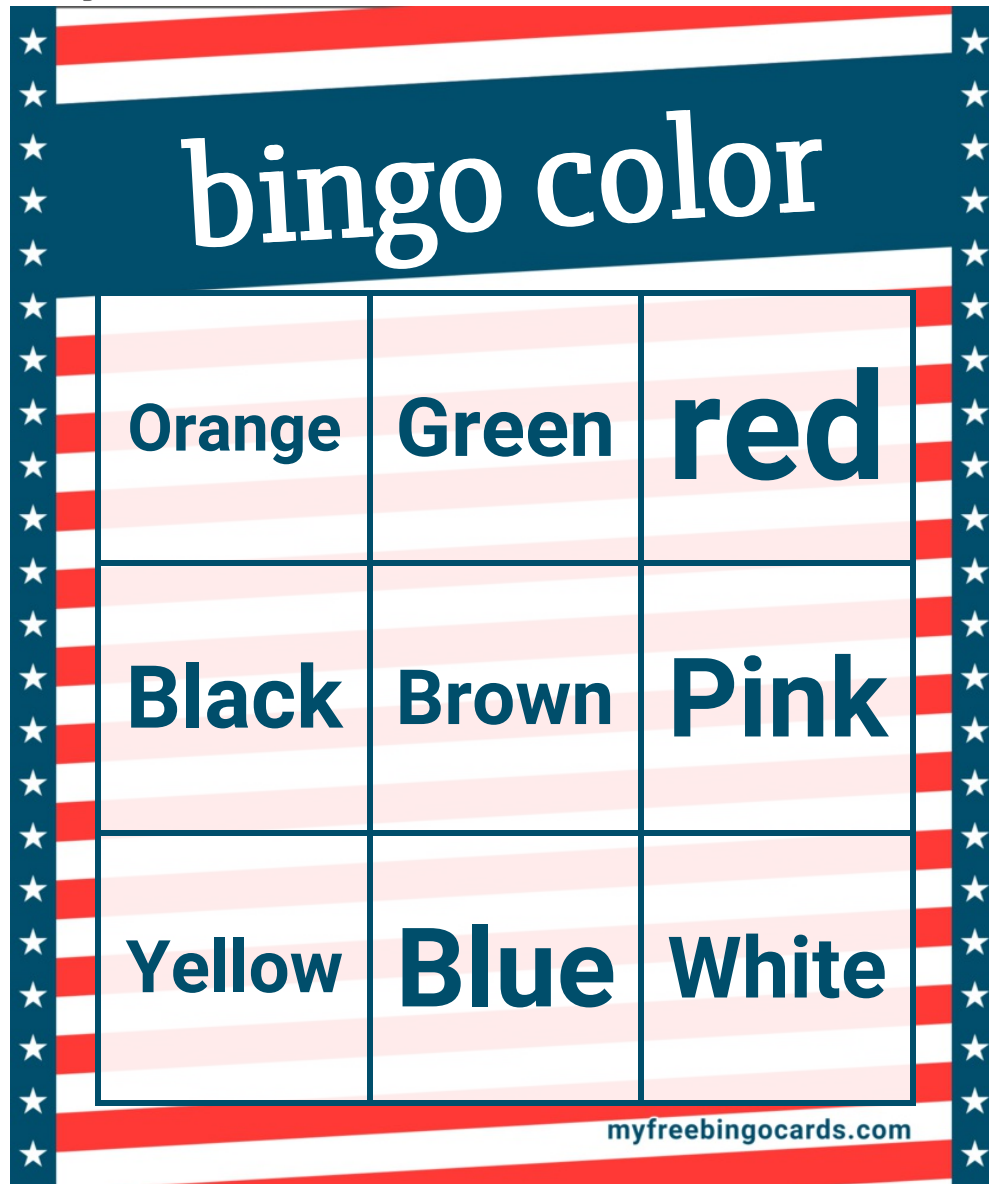 bingo color
Orange Green red
Black Brown Pink
Yellow Blue White
myfreebingocards.com